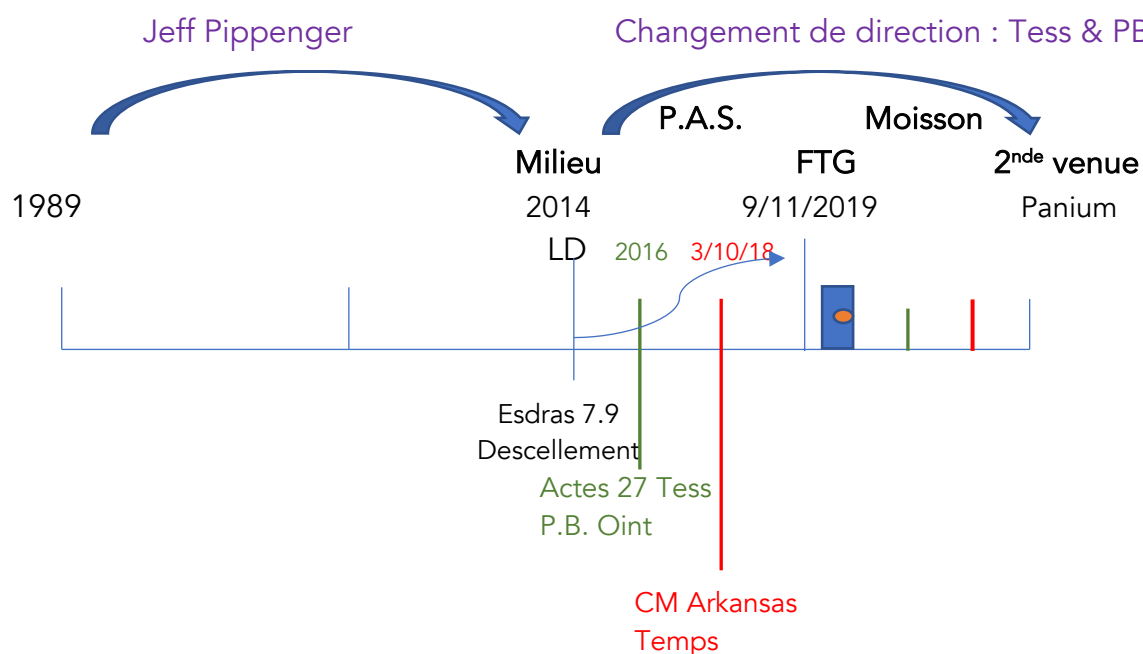 Jeff Pippenger
Changement de direction : Tess & PB
P.A.S.
Moisson
Milieu
FTG
2nde venue
1989
2014
9/11/2019
Panium
LD
2016
3/10/18
Esdras 7.9
Descellement
Actes 27 Tess
P.B. Oint
CM Arkansas
Temps